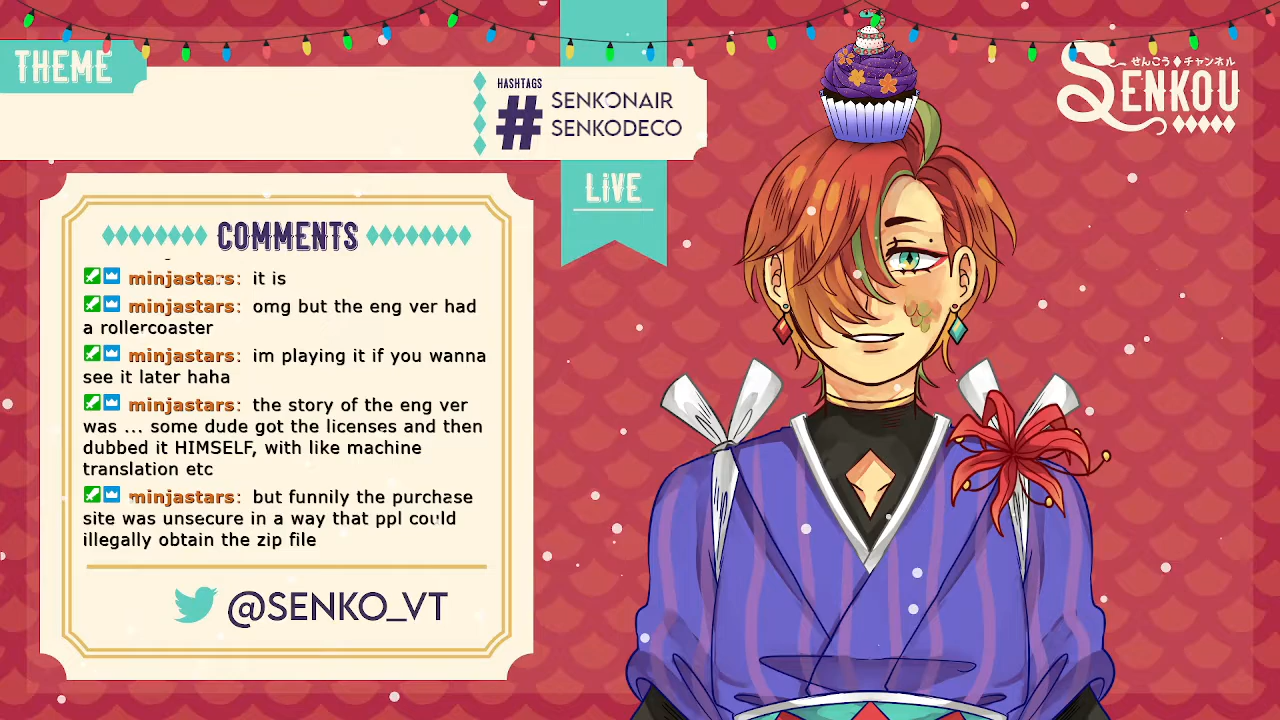 THEME
HASHTAGS
# SENKONAIR
SENKODECO
せんこう♦チャンネル
SENKOU
LIVE
COMMENTS
minjastars: it is
minjastars: omg but the eng ver had
a rollercoaster
minjastars: im playing it if you wanna
see it later haha
minjastars: the story of the eng ver
was ... some dude got the licenses and then
dubbed it HIMSELF, with like machine
translation etc
minjastars: but funnily the purchase
site was unsecure in a way that ppl could
illegally obtain the zip file
@SENKO_VT